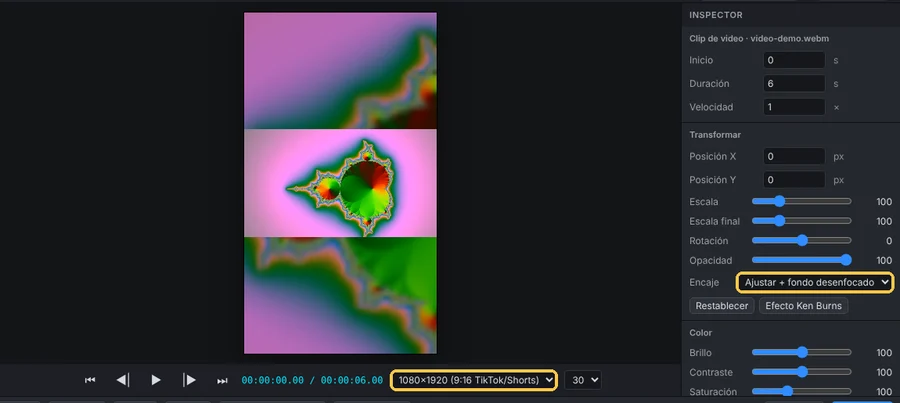 INSPECTOR
Clip de video · video-demo.webm
Inicio 0 s
Duración 6 s
Velocidad 1 ×
Transformar
Posición X 0 px
Posición Y 0 px
Escala 100
Escala final 100
Rotación 0
Opacidad 100
Encaje Ajustar + fondo desenfocado
Restablecer Efecto Ken Burns
Color
Brillo 100
Contraste 100
Saturación 100
00:00:00.00 / 00:00:06.00 1080×1920 (9:16 TikTok/Shorts) 30